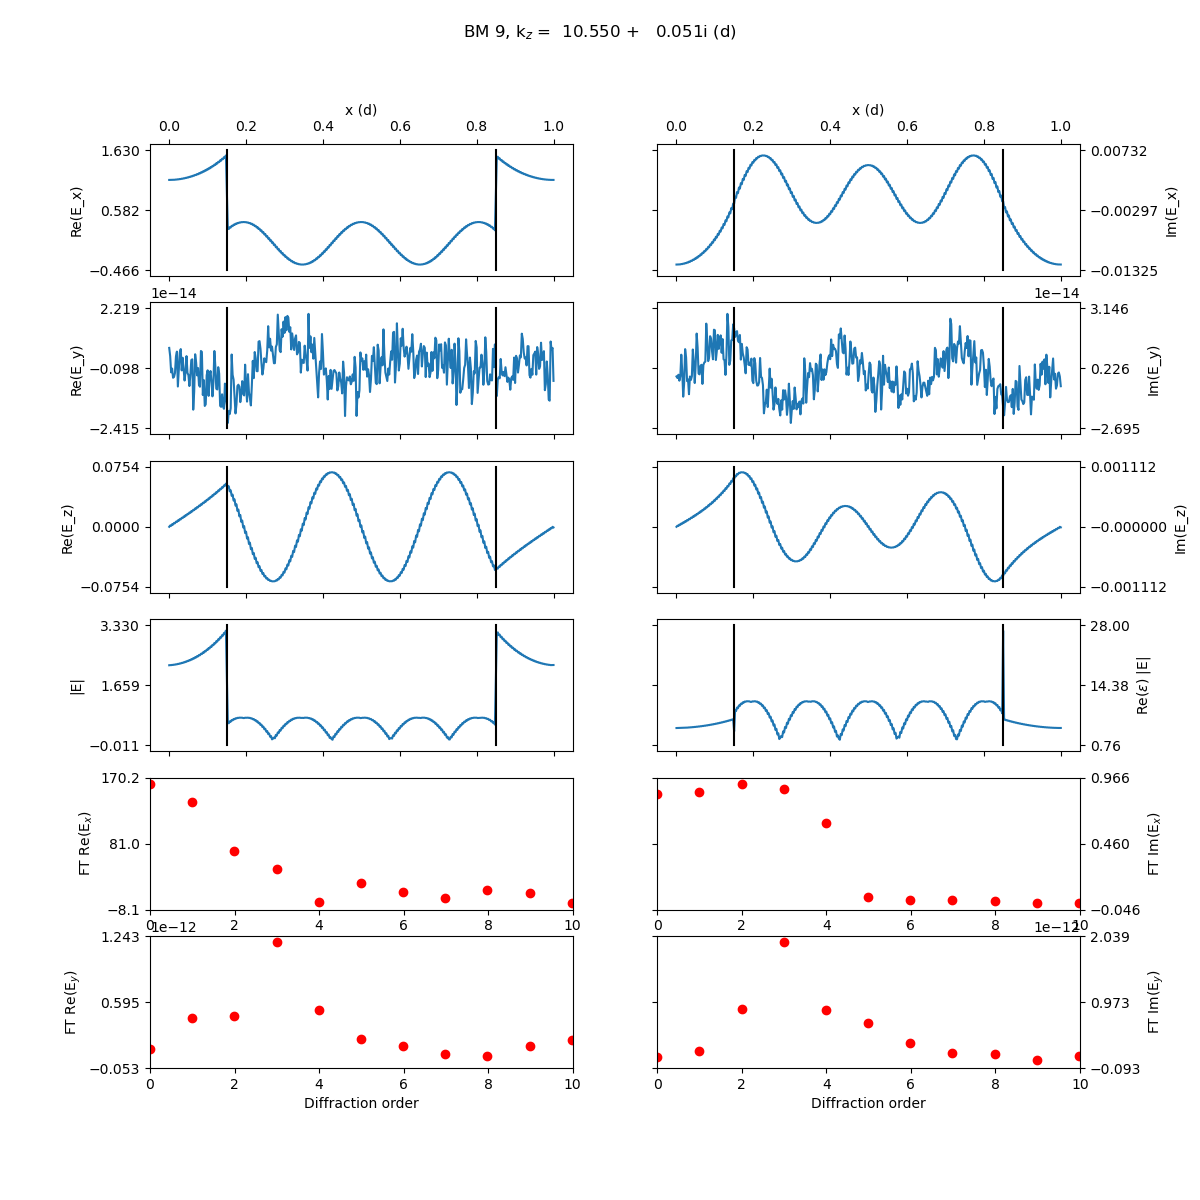 BM 9, k_z = 10.550 + 0.051i (d)
x (d) x (d)
0.0 0.2 0.4 0.6 0.8 1.0 0.0 0.2 0.4 0.6 0.8 1.0
1.630 0.00732
Re(E_x) 0.582 −0.00297 Im(E_x)
−0.466 −0.01325
1e−14 1e−14
2.219 3.146
Re(E_y) −0.098 0.226 Im(E_y)
−2.415 −2.695
0.0754 0.001112
Re(E_z) 0.0000 −0.000000 Im(E_z)
−0.0754 −0.001112
3.330 28.00
|E| 1.659 14.38 Re(ε) |E|
−0.011 0.76
170.2 0.966
FT Re(E_x) 81.0 0.460 FT Im(E_x)
−8.1 −0.046
0 2 4 6 8 10 0 2 4 6 8 10
1e−12 1e−12
1.243 2.039
FT Re(E_y) 0.595 0.973 FT Im(E_y)
−0.053 −0.093
0 2 4 6 8 10 0 2 4 6 8 10
Diffraction order Diffraction order